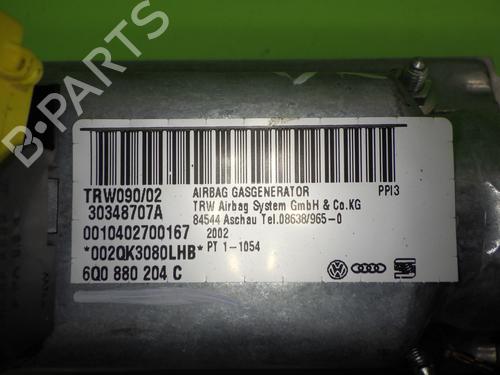 B-PARTS
TRW090/02
30348707A
0010402700167
*002QK3080LHB*
6Q0 880 204 C
AIRBAG GASGENERATOR PPI3
TRW Airbag System GmbH & Co.KG
84544 Aschau Tel.08638/965-0
2002
PT 1-1054